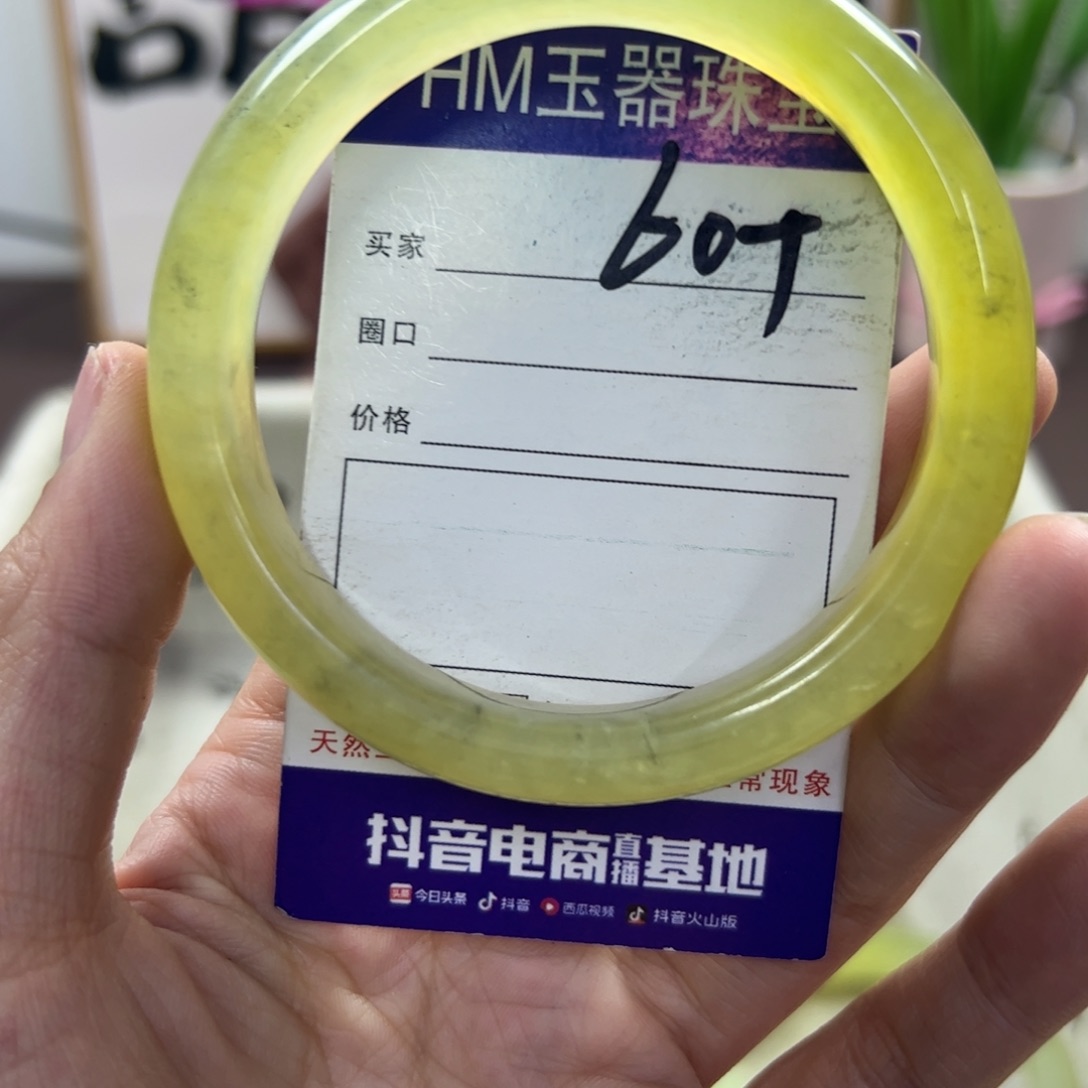 HM玉器珠宝
60+
买家
圈口
价格
天然
常现象
抖音电商直播基地
今日头条 抖音 西瓜视频 抖音火山版